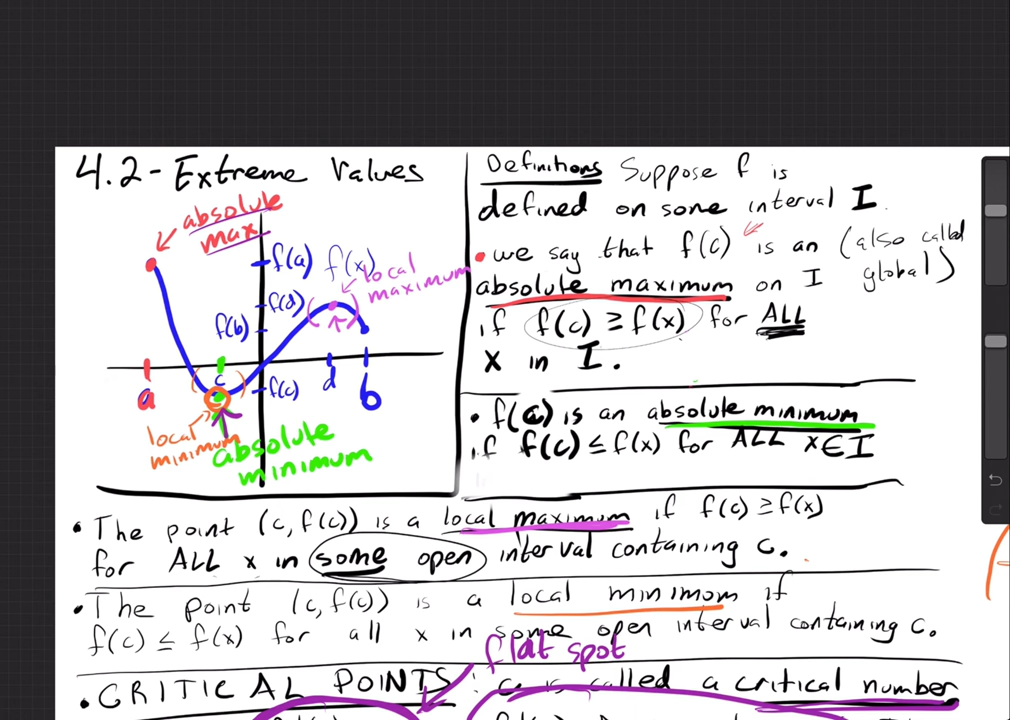 4.2 - Extreme Values
absolute
max
f(a)
f(x)
local
maximum
f(d)
f(b)
c
a
d
b
f(c)
local
minimum
absolute
minimum
Definitions Suppose f is
defined on some interval I.
• we say that f(c) is an (also called
absolute maximum on I global)
if f(c) ≥ f(x) for ALL
x in I.
• f(c) is an absolute minimum
if f(c) ≤ f(x) for ALL x∈I
• The point (c, f(c)) is a local maximum if f(c) ≥ f(x)
for ALL x in some open interval containing c.
• The point (c, f(c)) is a local minimum if
f(c) ≤ f(x) for all x in some open interval containing c.
flat spot
• CRITICAL POINTS : c is called a critical number